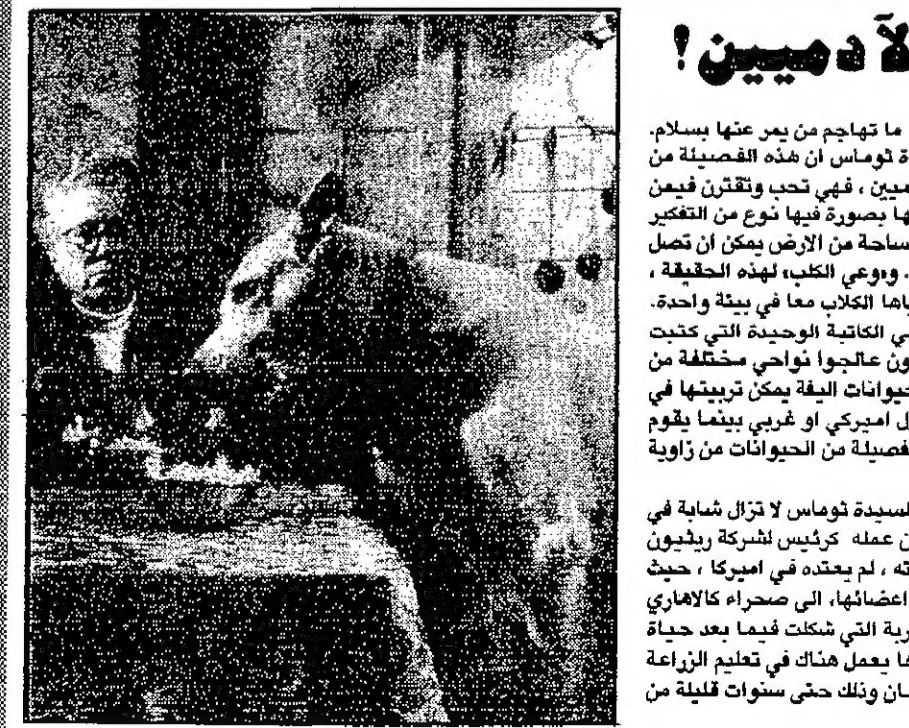 لآدميين !
ما تهاجم من يمر عنها بسلام.
ة ثوماس ان هذه الفصيلة من
ميين ، فهي تحب وتقترن فيمن
ها بصورة فيها نوع من التفكير
ساحة من الارض يمكن ان تصل
. ووعي الكلب، لهذه الحقيقة ،
ياها الكلاب معا في بيئة واحدة.
ي الكاتبة الوحيدة التي كتبت
ون عالجوا نواحي مختلفة من
حيوانات اليفة يمكن تربيتها في
ل اميركي او غربي بينما يقوم
فصيلة من الحيوانات من زاوية
لسيدة ثوماس لا تزال شابة في
ن عمله كرئيس لشركة ريثيون
ته ، لم يعتده في اميركا ، حيث
اعضائها، الى صحراء كالاهاري
ربة التي شكلت فيما بعد حياة
ها يعمل هناك في تعليم الزراعة
سان وذلك حتى سنوات قليلة من